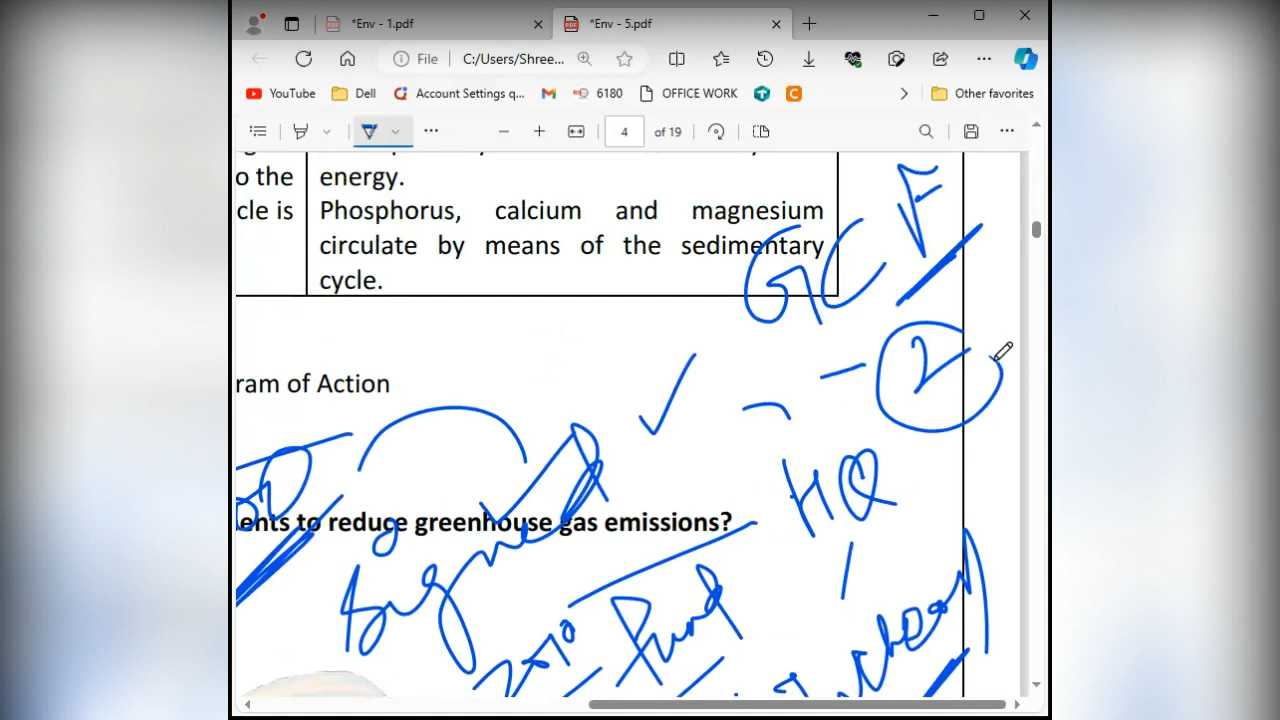 *Env - 1.pdf
*Env - 5.pdf
File C:/Users/Shree...
YouTube Dell Account Settings q... 6180 OFFICE WORK Other favorites
4 of 19
o the energy.
cle is Phosphorus, calcium and magnesium
circulate by means of the sedimentary
cycle.
GCF
- 2
ram of Action
HQ
ents to reduce greenhouse gas emissions?
Signed
2010 Fund